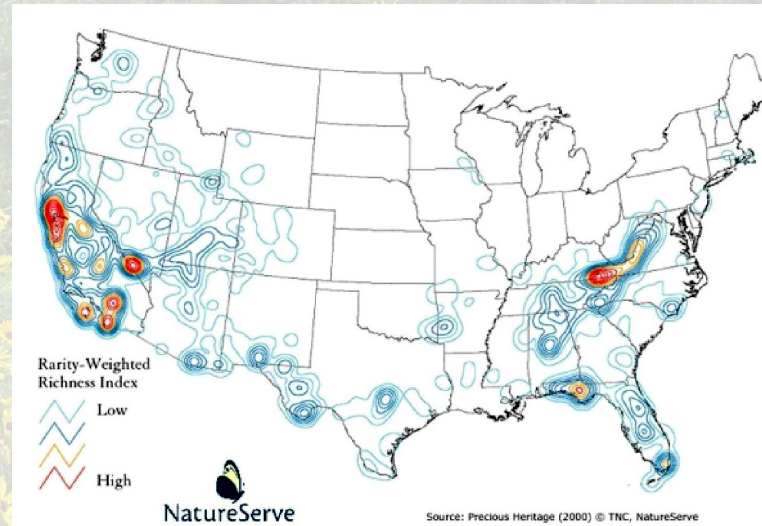 Rarity-Weighted
Richness Index
Low
High
NatureServe
Source: Precious Heritage (2000) © TNC, NatureServe